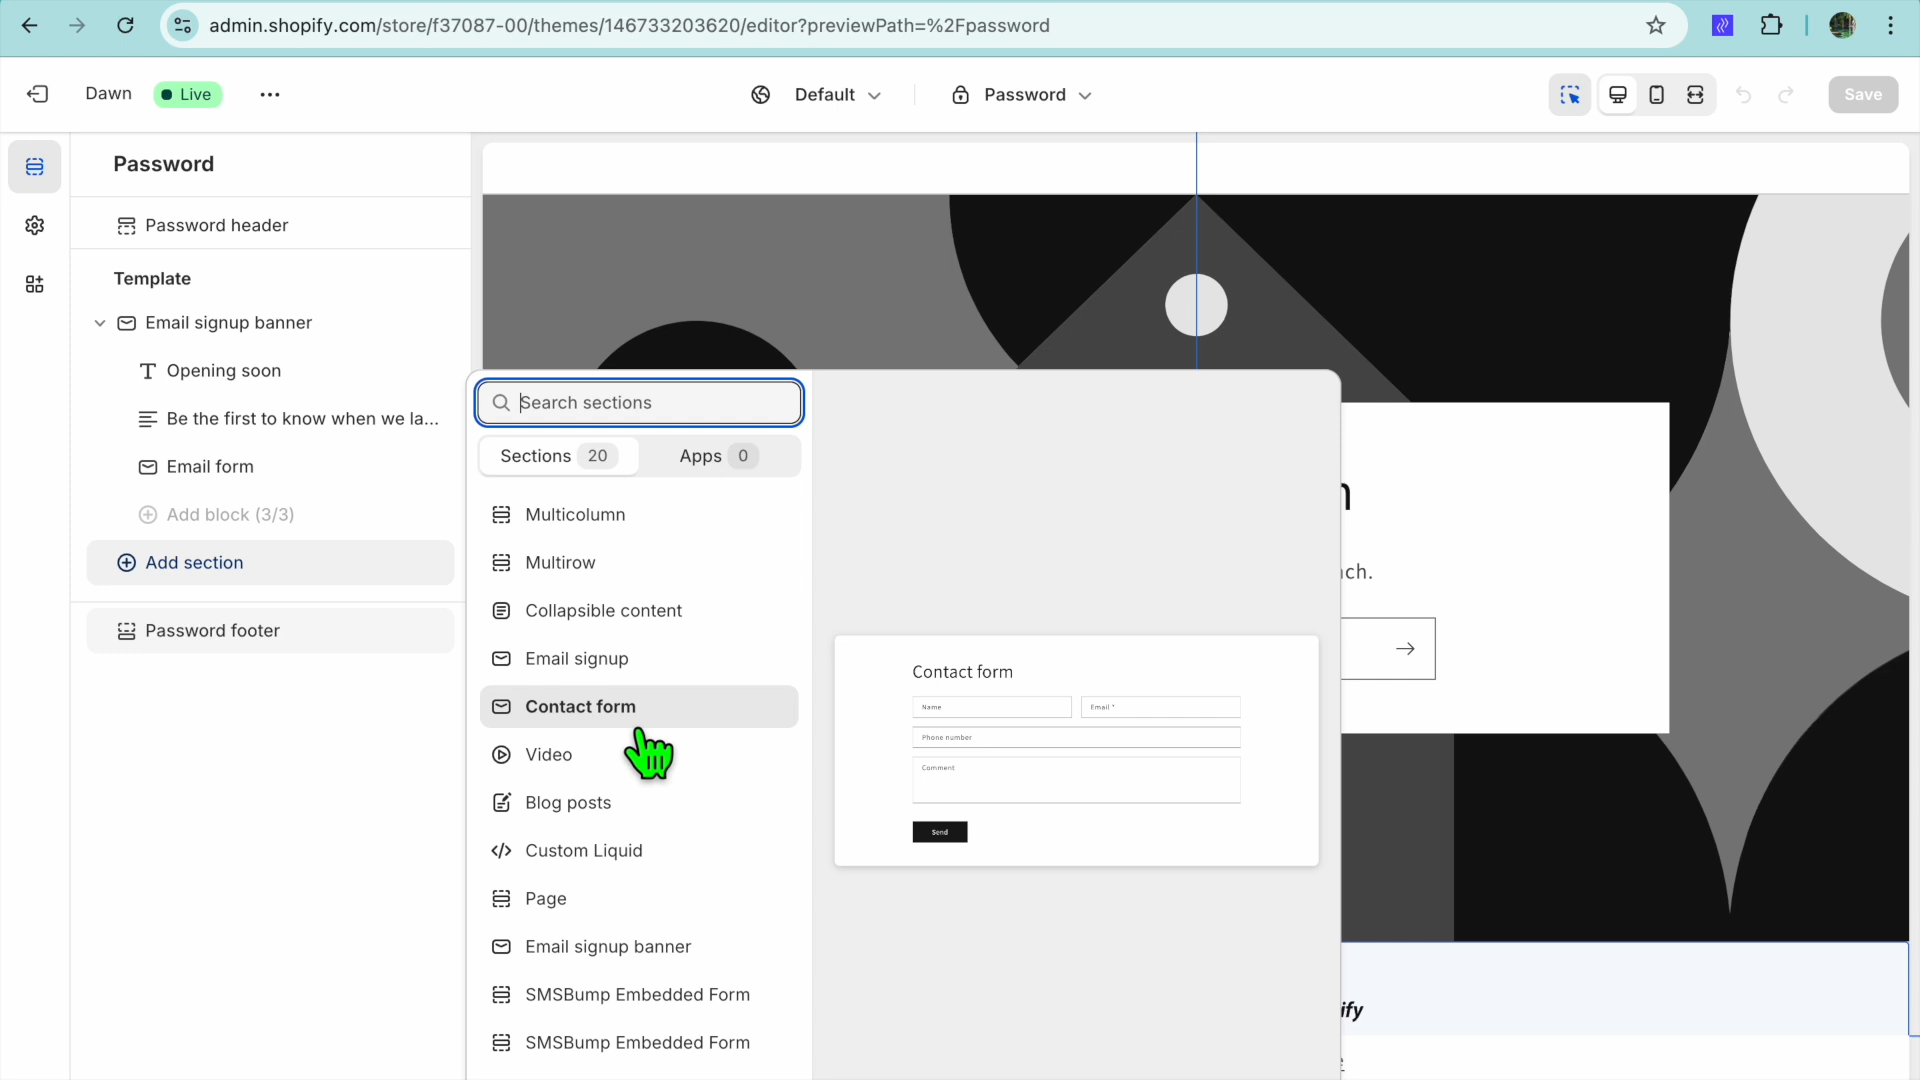 admin.shopify.com/store/f37087-00/themes/146733203620/editor?previewPath=%2Fpassword
Dawn
Live
Default
Password
Save
Password
Password header
Template
Email signup banner
Opening soon
Be the first to know when we la...
Email form
Add block (3/3)
Add section
Password footer
Search sections
Sections 20
Apps 0
Multicolumn
Multirow
Collapsible content
Email signup
Contact form
Video
Blog posts
Custom Liquid
Page
Email signup banner
SMSBump Embedded Form
SMSBump Embedded Form
Contact form
Name
Email *
Phone number
Comment
Send
ch.
ify